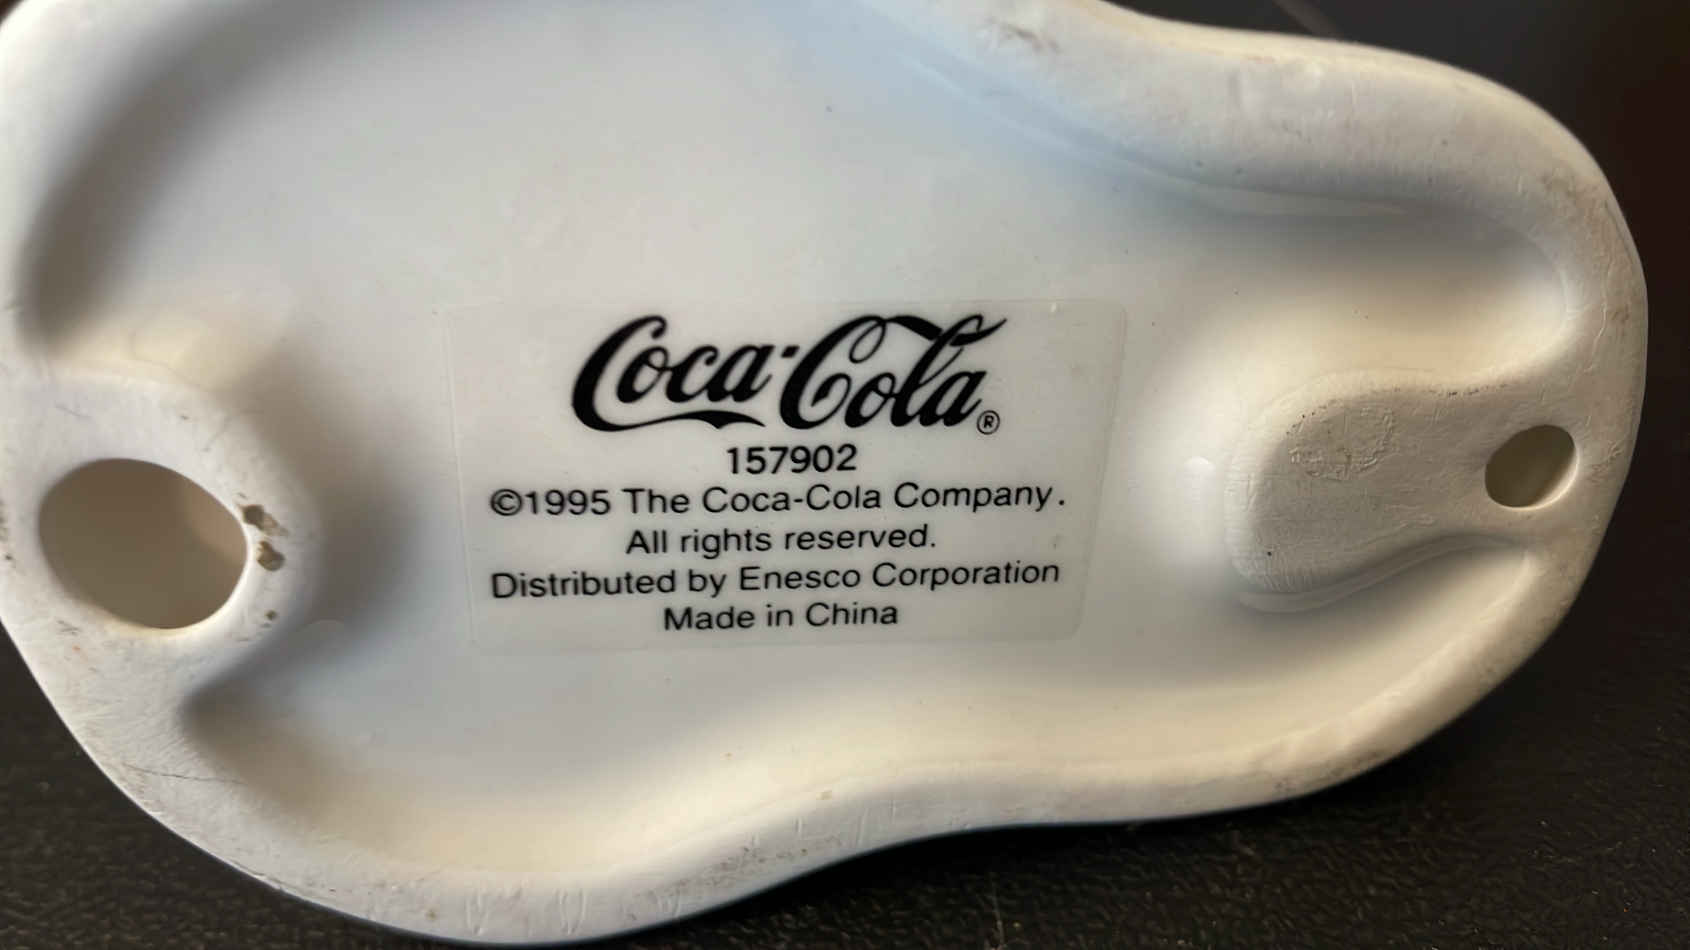 Coca-Cola®
157902
©1995 The Coca-Cola Company.
All rights reserved.
Distributed by Enesco Corporation
Made in China